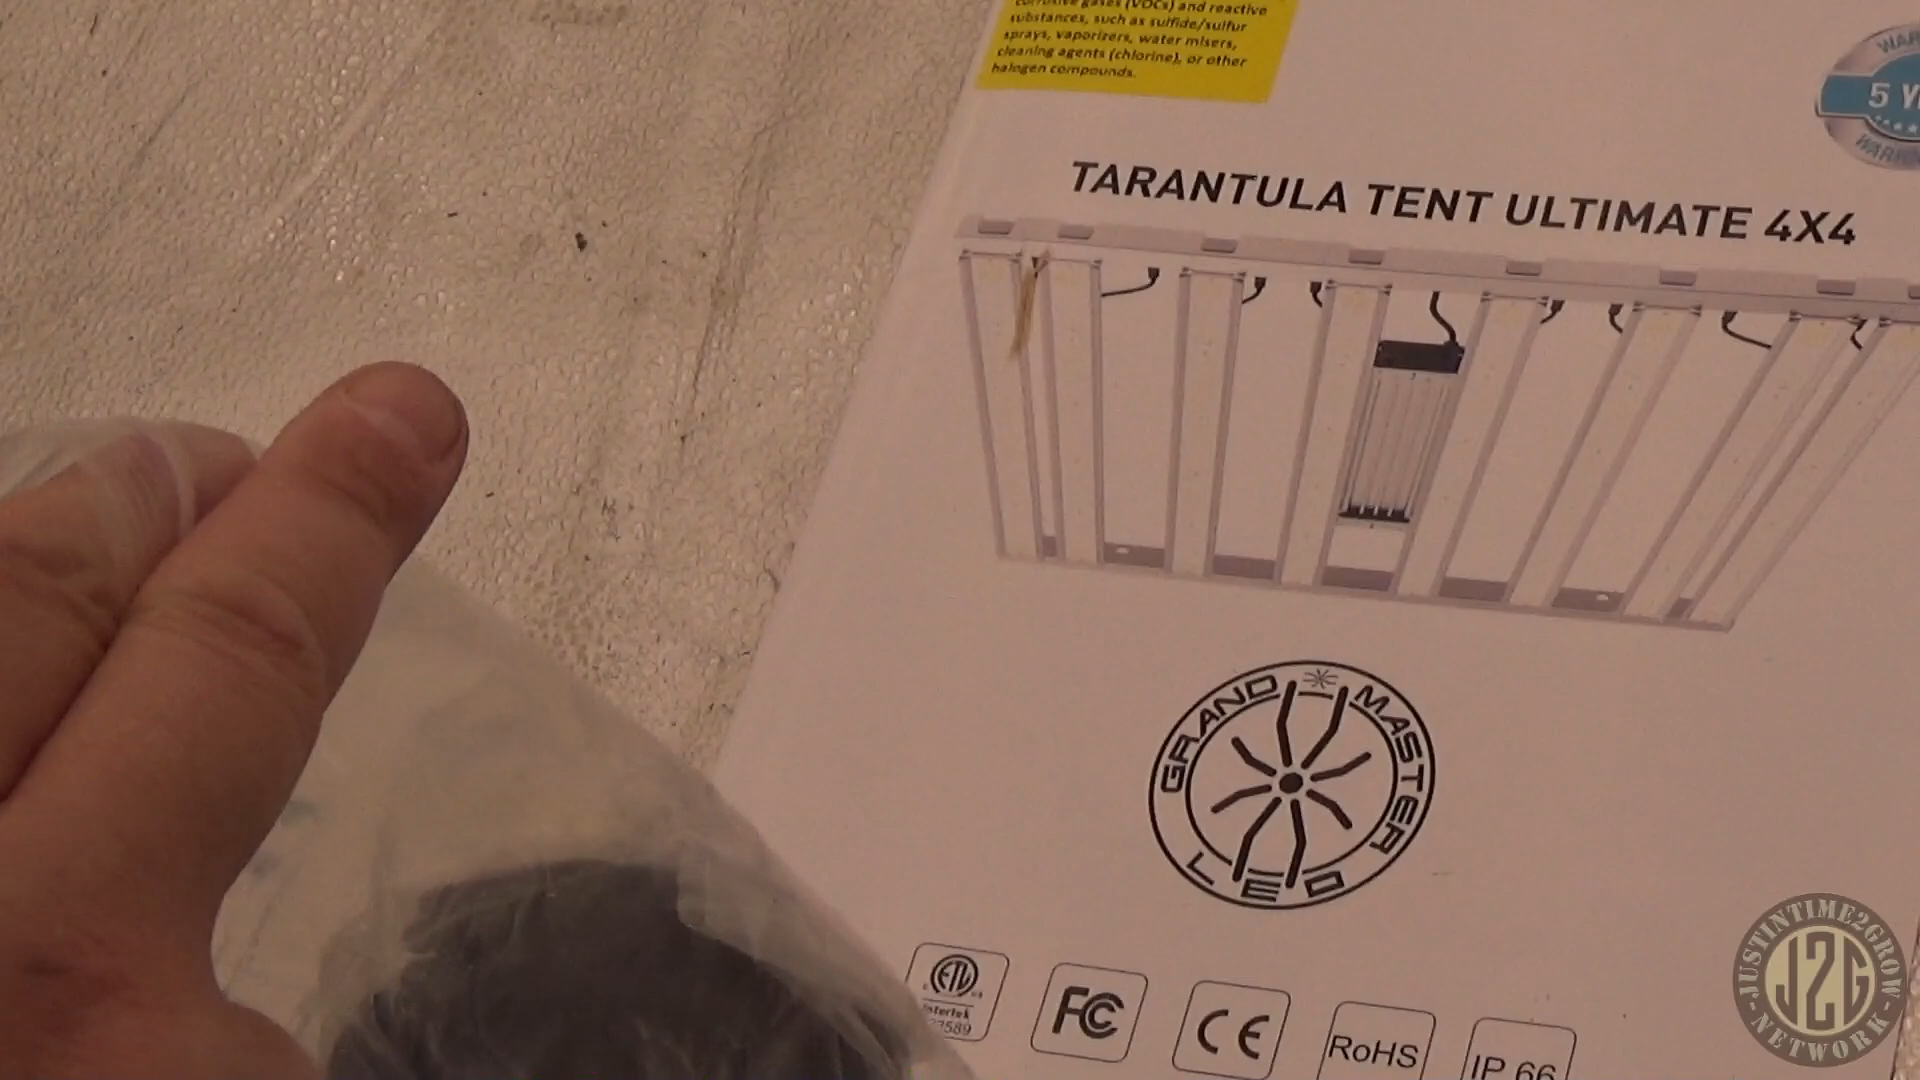 corrosive gases (VOCs) and reactive
substances, such as sulfide/sulfur
sprays, vaporizers, water misers,
cleaning agents (chlorine), or other
halogen compounds.
5
TARANTULA TENT ULTIMATE 4X4
GRAND MASTER
LED
ETL
Intertek
FC
CE
RoHS
IP 66
JUSTINTIME2GROW
J2G
- NETWORK -